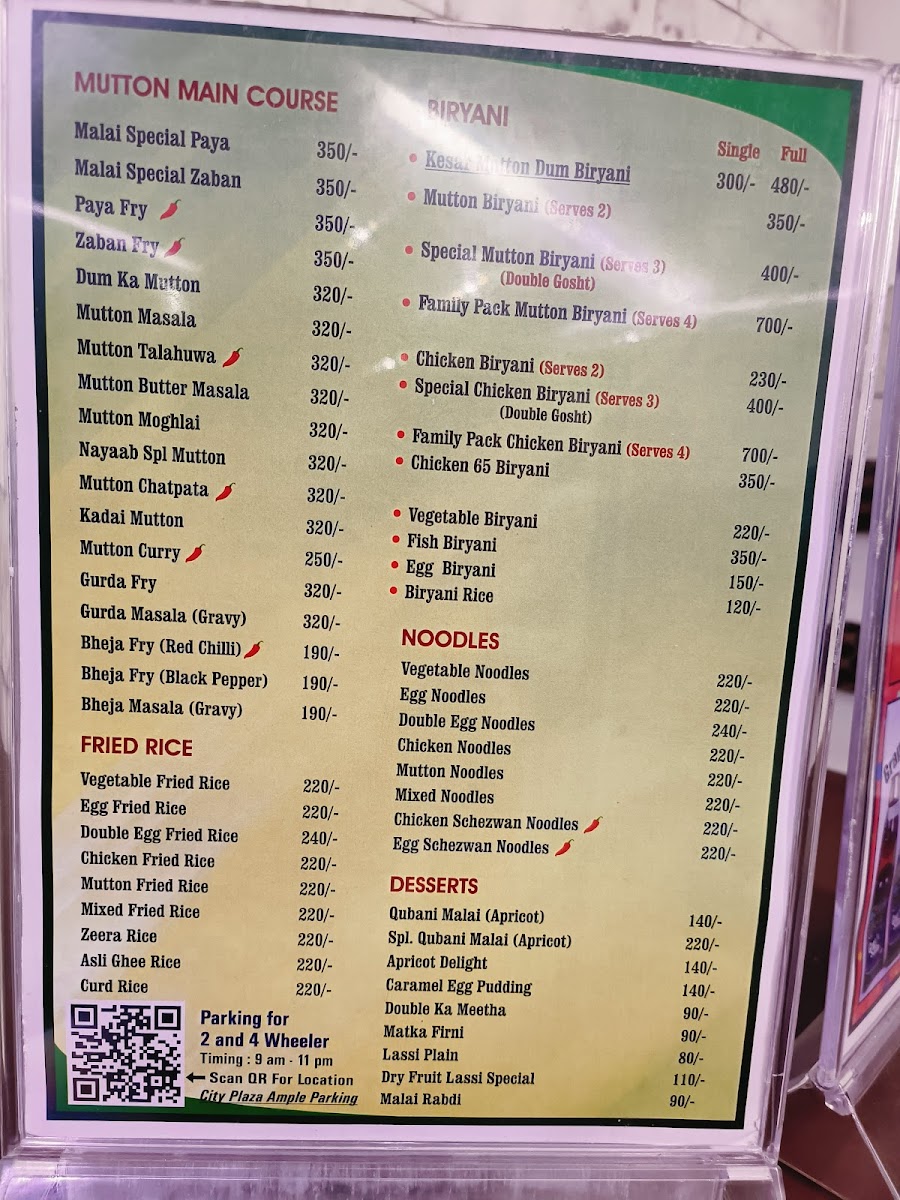 MUTTON MAIN COURSE
Malai Special Paya 350/-
Malai Special Zaban 350/-
Paya Fry 350/-
Zaban Fry 350/-
Dum Ka Mutton 320/-
Mutton Masala 320/-
Mutton Talahuwa 320/-
Mutton Butter Masala 320/-
Mutton Moghlai 320/-
Nayaab Spl Mutton 320/-
Mutton Chatpata 320/-
Kadai Mutton 320/-
Mutton Curry 250/-
Gurda Fry 320/-
Gurda Masala (Gravy) 320/-
Bheja Fry (Red Chilli) 190/-
Bheja Fry (Black Pepper) 190/-
Bheja Masala (Gravy) 190/-
FRIED RICE
Vegetable Fried Rice 220/-
Egg Fried Rice 220/-
Double Egg Fried Rice 240/-
Chicken Fried Rice 220/-
Mutton Fried Rice 220/-
Mixed Fried Rice 220/-
Zeera Rice 220/-
Asli Ghee Rice 220/-
Curd Rice 220/-
Parking for
2 and 4 Wheeler
Timing : 9 am - 11 pm
Scan QR For Location
City Plaza Ample Parking
BIRYANI
Single Full
Kesar Mutton Dum Biryani 300/- 480/-
Mutton Biryani (Serves 2) 350/-
Special Mutton Biryani (Serves 3) 400/-
(Double Gosht)
Family Pack Mutton Biryani (Serves 4) 700/-
Chicken Biryani (Serves 2) 230/-
Special Chicken Biryani (Serves 3) 400/-
(Double Gosht)
Family Pack Chicken Biryani (Serves 4) 700/-
Chicken 65 Biryani 350/-
Vegetable Biryani 220/-
Fish Biryani 350/-
Egg Biryani 150/-
Biryani Rice 120/-
NOODLES
Vegetable Noodles 220/-
Egg Noodles 220/-
Double Egg Noodles 240/-
Chicken Noodles 220/-
Mutton Noodles 220/-
Mixed Noodles 220/-
Chicken Schezwan Noodles 220/-
Egg Schezwan Noodles 220/-
DESSERTS
Qubani Malai (Apricot) 140/-
Spl. Qubani Malai (Apricot) 220/-
Apricot Delight 140/-
Caramel Egg Pudding 140/-
Double Ka Meetha 90/-
Matka Firni 90/-
Lassi Plain 80/-
Dry Fruit Lassi Special 110/-
Malai Rabdi 90/-